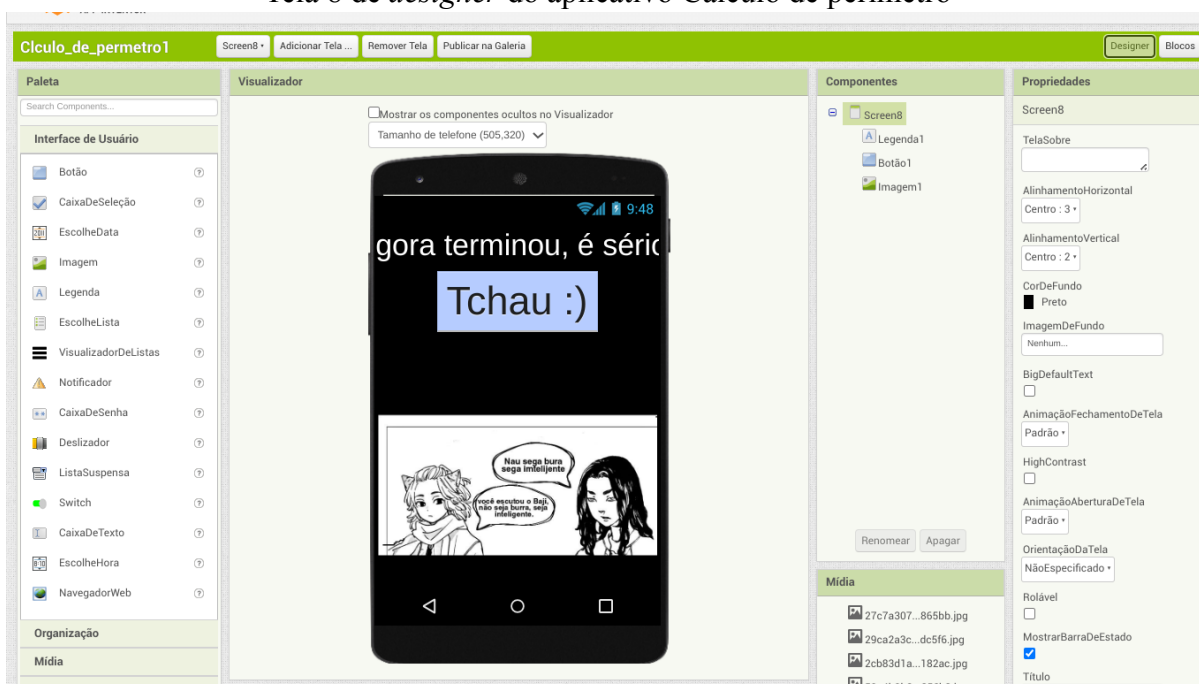 Tela 8 de designer do aplicativo Cálculo de perímetro
Clculo_de_permetro1
Screen8
Adicionar Tela ...
Remover Tela
Publicar na Galeria
Designer
Blocos
Paleta
Search Components...
Interface de Usuário
Botão
CaixaDeSeleção
EscolheData
Imagem
Legenda
EscolheLista
VisualizadorDeListas
Notificador
CaixaDeSenha
Deslizador
ListaSuspensa
Switch
CaixaDeTexto
EscolheHora
NavegadorWeb
Organização
Mídia
Visualizador
Mostrar os componentes ocultos no Visualizador
Tamanho de telefone (505,320)
9:48
gora terminou, é séric
Tchau :)
Nau sega bura
sega imtelijente
você escutou o Baji,
não seja burra, seja
inteligente.
Componentes
Screen8
Legenda1
Botão1
Imagem1
Renomear
Apagar
Mídia
27c7a307...865bb.jpg
29ca2a3c...dc5f6.jpg
2cb83d1a...182ac.jpg
Propriedades
Screen8
TelaSobre
AlinhamentoHorizontal
Centro : 3
AlinhamentoVertical
Centro : 2
CorDeFundo
Preto
ImagemDeFundo
Nenhum...
BigDefaultText
AnimaçãoFechamentoDeTela
Padrão
HighContrast
AnimaçãoAberturaDeTela
Padrão
OrientaçãoDaTela
NãoEspecificado
Rolável
MostrarBarraDeEstado
Título